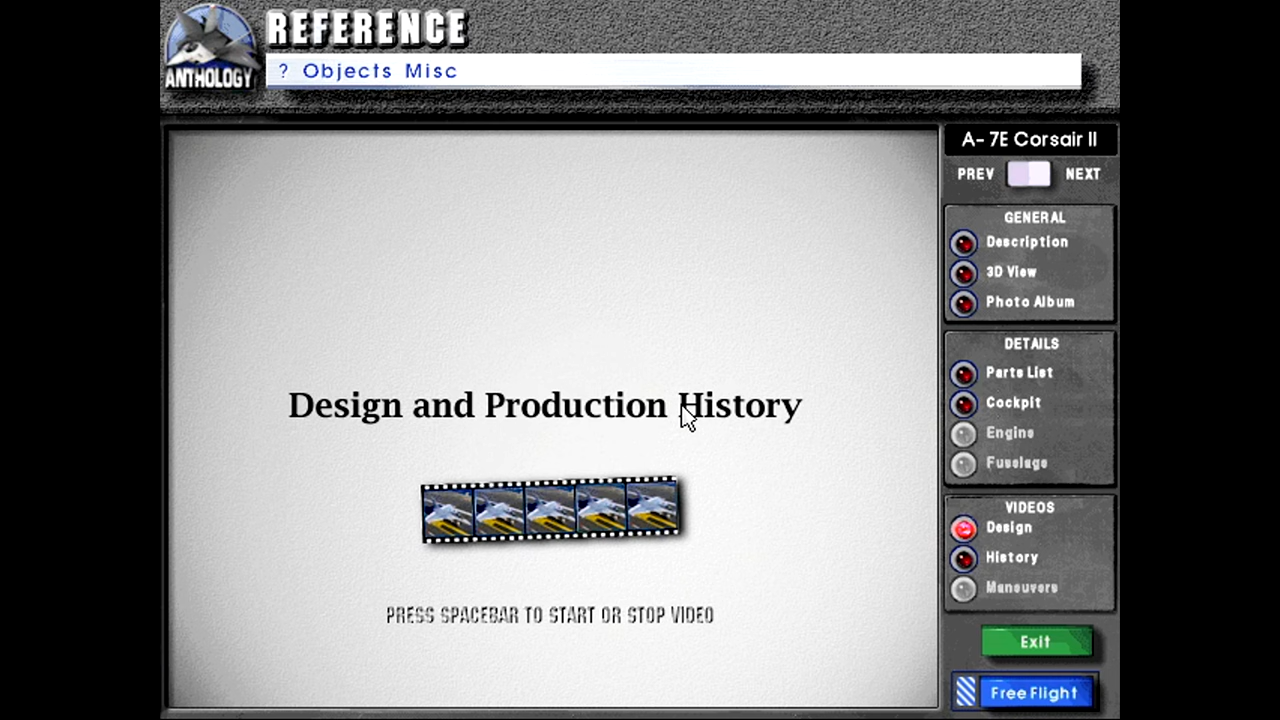 REFERENCE
ANTHOLOGY
? Objects Misc
A- 7E Corsair II
PREV NEXT
GENERAL
Description
3D View
Photo Album
DETAILS
Parts List
Cockpit
Engine
Fuselage
VIDEOS
Design
History
Maneuvers
Exit
Free Flight
Design and Production History
PRESS SPACEBAR TO START OR STOP VIDEO